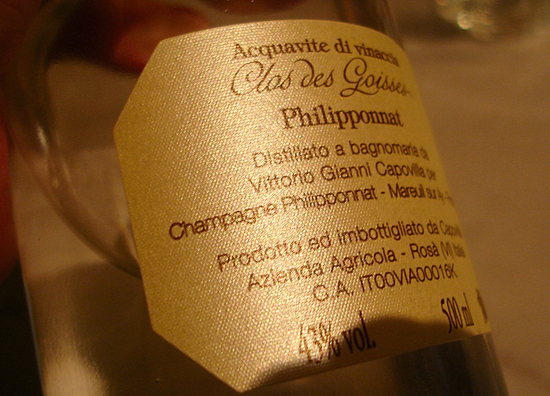 Acquavite di vinaccia
Clos des Goisses
Philipponnat
Distillato a bagnomaria da
Vittorio Gianni Capovilla per
Champagne Philipponnat - Mareuil sur
Prodotto ed imbottigliato da
Azienda Agricola - Rosà (VI)
C.A. IT00VIA00016K
43% vol. 500 ml